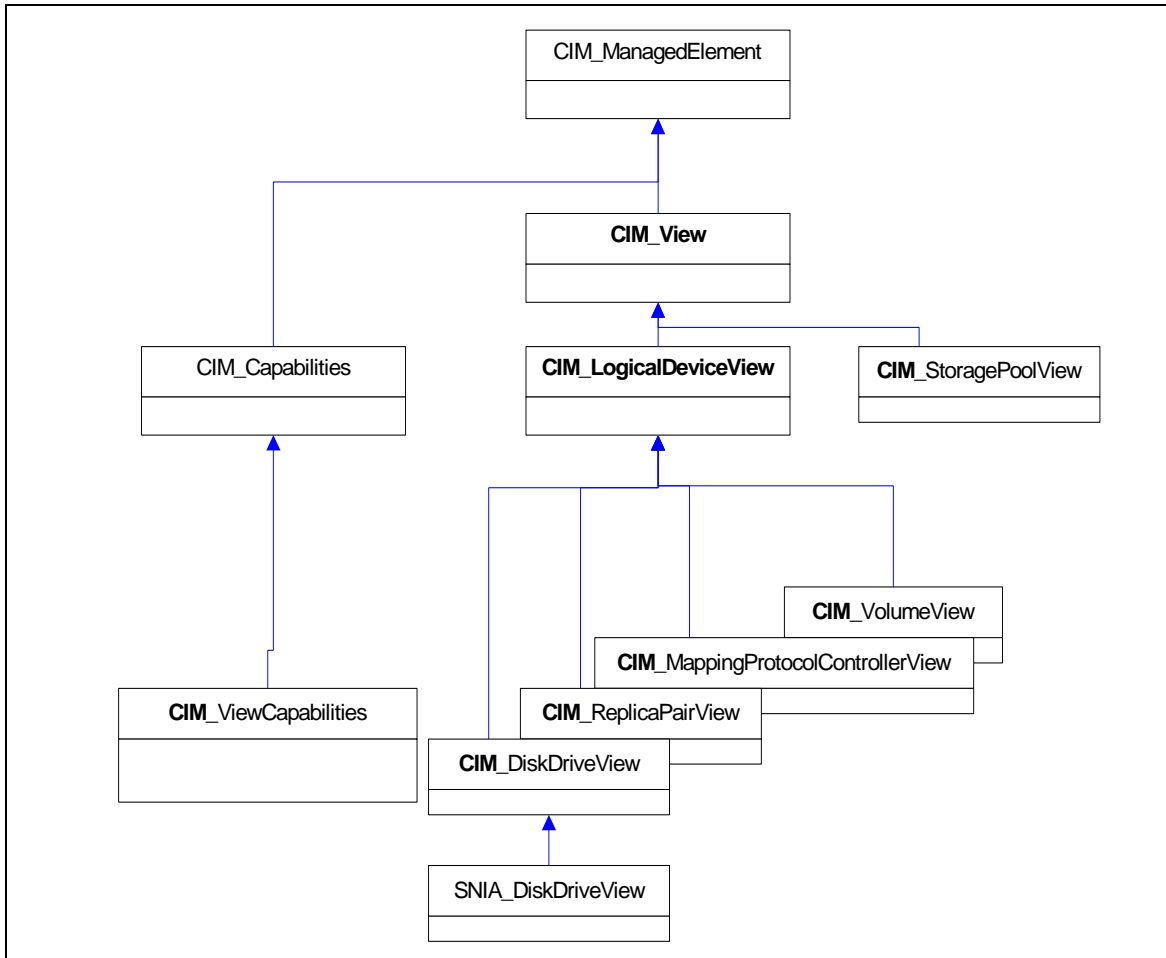 CIM_ManagedElement
CIM_View
CIM_Capabilities
CIM_LogicalDeviceView
CIM_StoragePoolView
CIM_VolumeView
CIM_MappingProtocolControllerView
CIM_ViewCapabilities
CIM_ReplicaPairView
CIM_DiskDriveView
SNIA_DiskDriveView